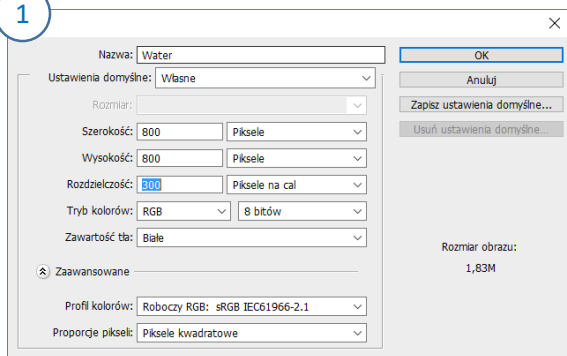 1
Nazwa: Water
OK
Ustawienia domyślne: Własne
Anuluj
Rozmiar:
Zapisz ustawienia domyślne...
Szerokość: 800 Piksele
Usuń ustawienia domyślne...
Wysokość: 800 Piksele
Rozdzielczość: 300 Piksele na cal
Tryb kolorów: RGB 8 bitów
Zawartość tła: Białe
Rozmiar obrazu:
1,83M
Zaawansowane
Profil kolorów: Roboczy RGB: sRGB IEC61966-2.1
Proporcje pikseli: Piksele kwadratowe